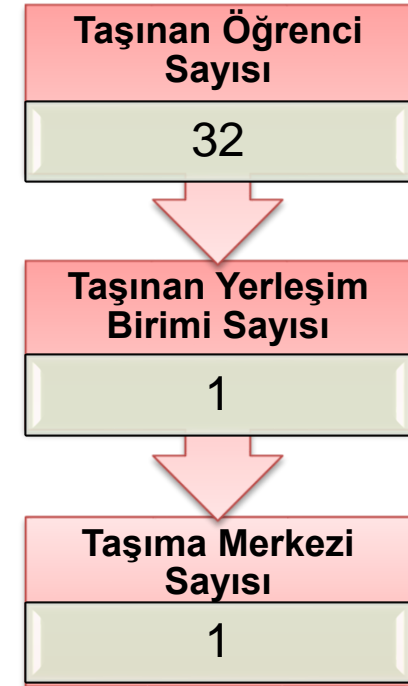 Taşınan Öğrenci
Sayısı
32
Taşınan Yerleşim
Birimi Sayısı
1
Taşıma Merkezi
Sayısı
1